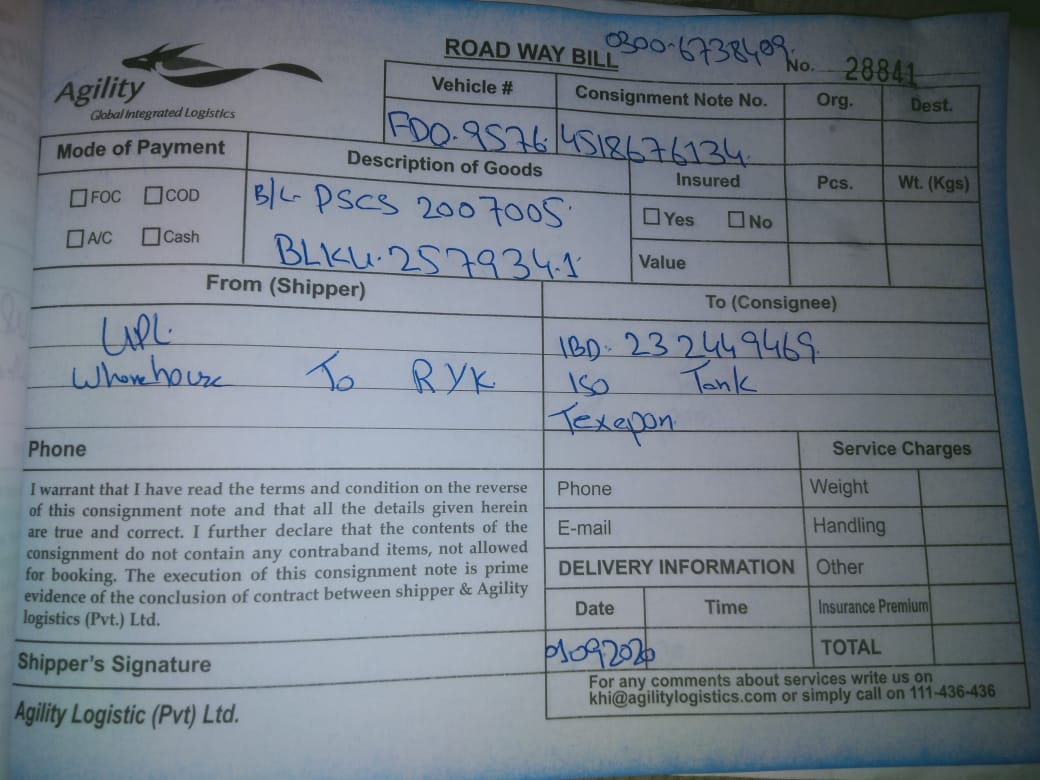 0300-6738409
ROAD WAY BILL
No. 28841
Agility
Global Integrated Logistics
Vehicle #
Consignment Note No.
Org.
Dest.
FDO.9576
4518676134
Mode of Payment
Description of Goods
Insured
Pcs.
Wt. (Kgs)
FOC
COD
A/C
Cash
B/L PSCS 2007005
BLKU.257934.1
Yes
No
Value
From (Shipper)
To (Consignee)
UPL
Wharehouse To RYK
IBD. 232449469
ISO Tank
Texapon
Phone
Service Charges
I warrant that I have read the terms and condition on the reverse
of this consignment note and that all the details given herein
are true and correct. I further declare that the contents of the
consignment do not contain any contraband items, not allowed
for booking. The execution of this consignment note is prime
evidence of the conclusion of contract between shipper & Agility
logistics (Pvt.) Ltd.
Phone
Weight
E-mail
Handling
DELIVERY INFORMATION
Other
Date
Time
Insurance Premium
01092020
TOTAL
Shipper's Signature
For any comments about services write us on
khi@agilitylogistics.com or simply call on 111-436-436
Agility Logistic (Pvt) Ltd.